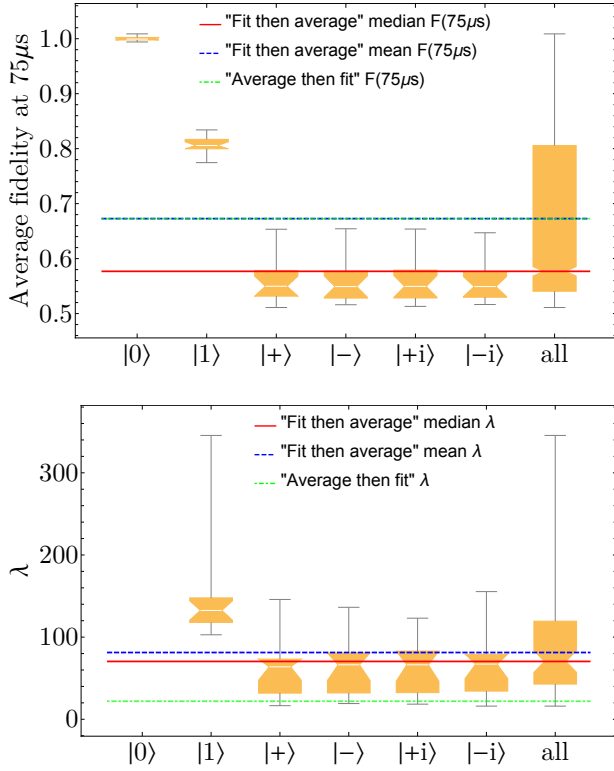 "Fit then average" median F(75μs)
"Fit then average" mean F(75μs)
"Average then fit" F(75μs)
Average fidelity at 75μs
1.0
0.9
0.8
0.7
0.6
0.5
|0⟩ |1⟩ |+⟩ |−⟩ |+i⟩ |−i⟩ all
"Fit then average" median λ
"Fit then average" mean λ
"Average then fit" λ
λ
300
200
100
0
|0⟩ |1⟩ |+⟩ |−⟩ |+i⟩ |−i⟩ all